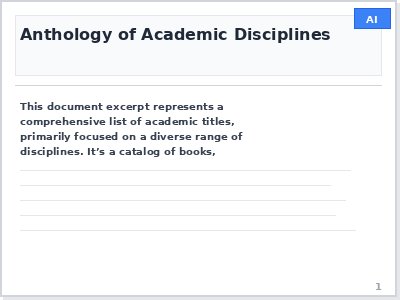 Anthology of Academic Disciplines
AI
This document excerpt represents a
comprehensive list of academic titles,
primarily focused on a diverse range of
disciplines. It’s a catalog of books,
1